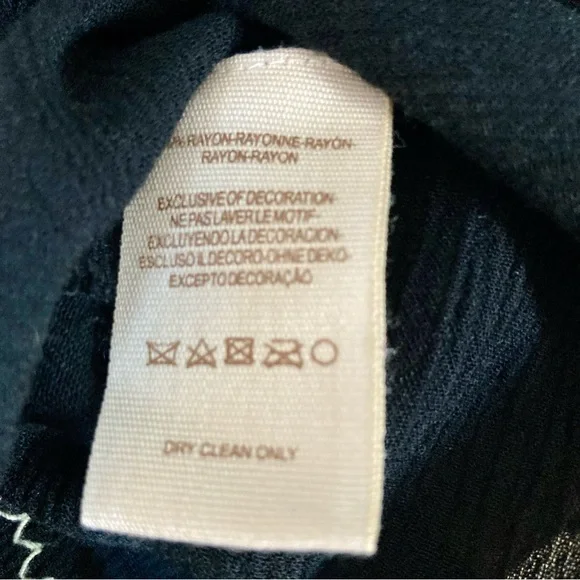 RAYON-RAYONNE-RAYON-
RAYON-RAYON
EXCLUSIVE OF DECORATION-
NE PAS LAVER LE MOTIF-
EXCLUYENDO LA DECORACION-
ESCLUSO IL DECORO-OHNE DEKO-
EXCEPTO DECORAÇÃO
DRY CLEAN ONLY